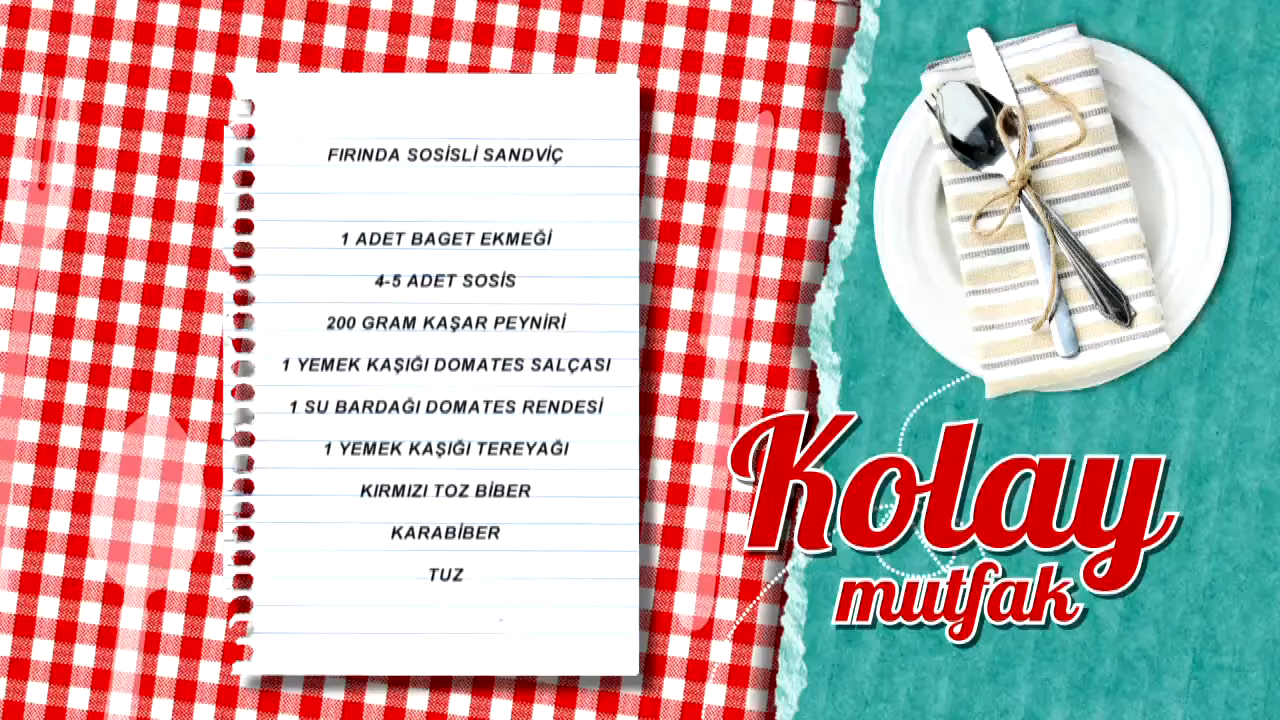 FIRINDA SOSİSLİ SANDVİÇ
1 ADET BAGET EKMEĞİ
4-5 ADET SOSİS
200 GRAM KAŞAR PEYNİRİ
1 YEMEK KAŞIĞI DOMATES SALÇASI
1 SU BARDAĞI DOMATES RENDESİ
1 YEMEK KAŞIĞI TEREYAĞI
KIRMIZI TOZ BİBER
KARABİBER
TUZ
Kolay
mutfak